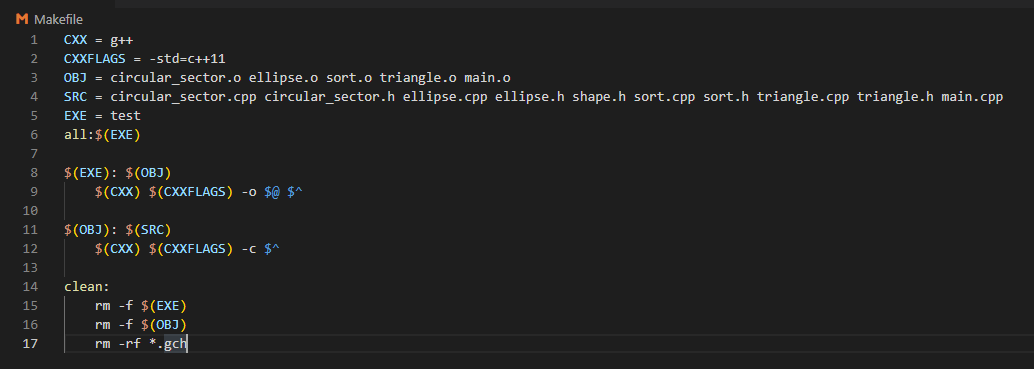 Makefile
1 CXX = g++
2 CXXFLAGS = -std=c++11
3 OBJ = circular_sector.o ellipse.o sort.o triangle.o main.o
4 SRC = circular_sector.cpp circular_sector.h ellipse.cpp ellipse.h shape.h sort.cpp sort.h triangle.cpp triangle.h main.cpp
5 EXE = test
6 all:$(EXE)
7
8 $(EXE): $(OBJ)
9     $(CXX) $(CXXFLAGS) -o $@ $^
10
11 $(OBJ): $(SRC)
12     $(CXX) $(CXXFLAGS) -c $^
13
14 clean:
15     rm -f $(EXE)
16     rm -f $(OBJ)
17     rm -rf *.gch